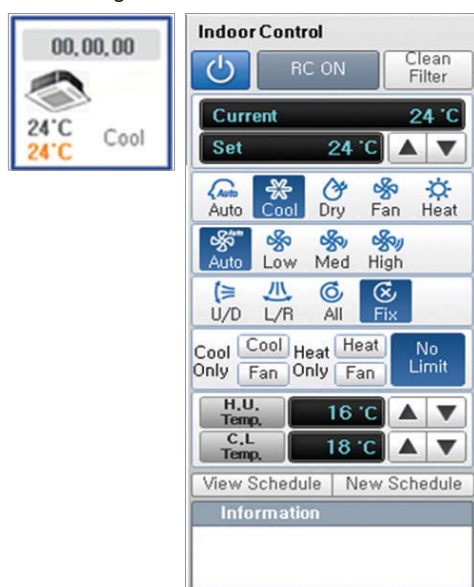 00,00,00
24°C
24°C
Cool
Indoor Control
RC ON
Clean
Filter
Current 24 °C
Set 24 °C
Auto
Auto Cool Dry Fan Heat
Auto
Auto Low Med High
U/D L/R All Fix
Cool
Only
Cool
Fan
Heat
Only
Heat
Fan
No
Limit
H.U.
Temp.
16 °C
C.L
Temp.
18 °C
View Schedule New Schedule
Information